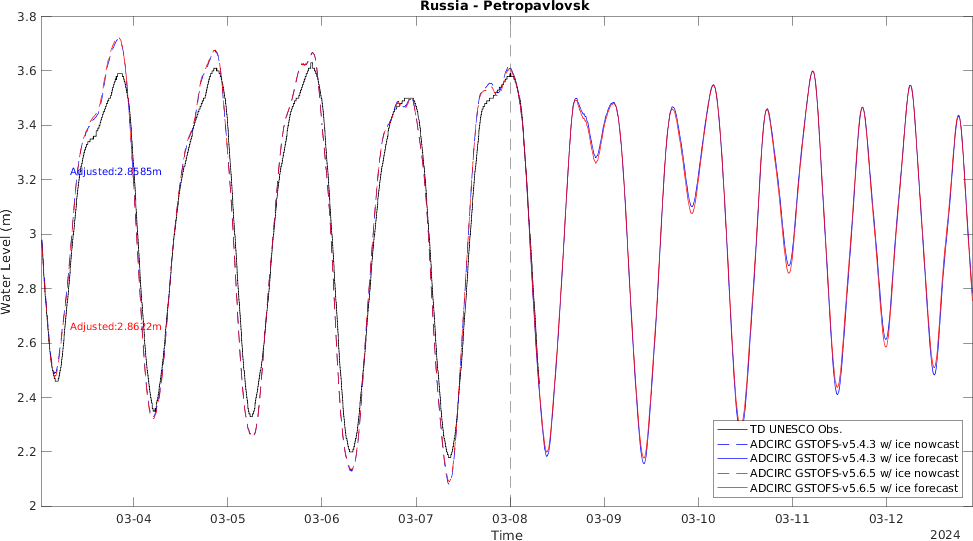 Russia - Petropavlovsk
3.8
3.6
3.4
3.2
3
2.8
2.6
2.4
2.2
2
Water Level (m)
Adjusted:2.8585m
Adjusted:2.8622m
TD UNESCO Obs.
ADCIRC GSTOFS-v5.4.3 w/ ice nowcast
ADCIRC GSTOFS-v5.4.3 w/ ice forecast
ADCIRC GSTOFS-v5.6.5 w/ ice nowcast
ADCIRC GSTOFS-v5.6.5 w/ ice forecast
03-04 03-05 03-06 03-07 03-08 03-09 03-10 03-11 03-12
Time
2024